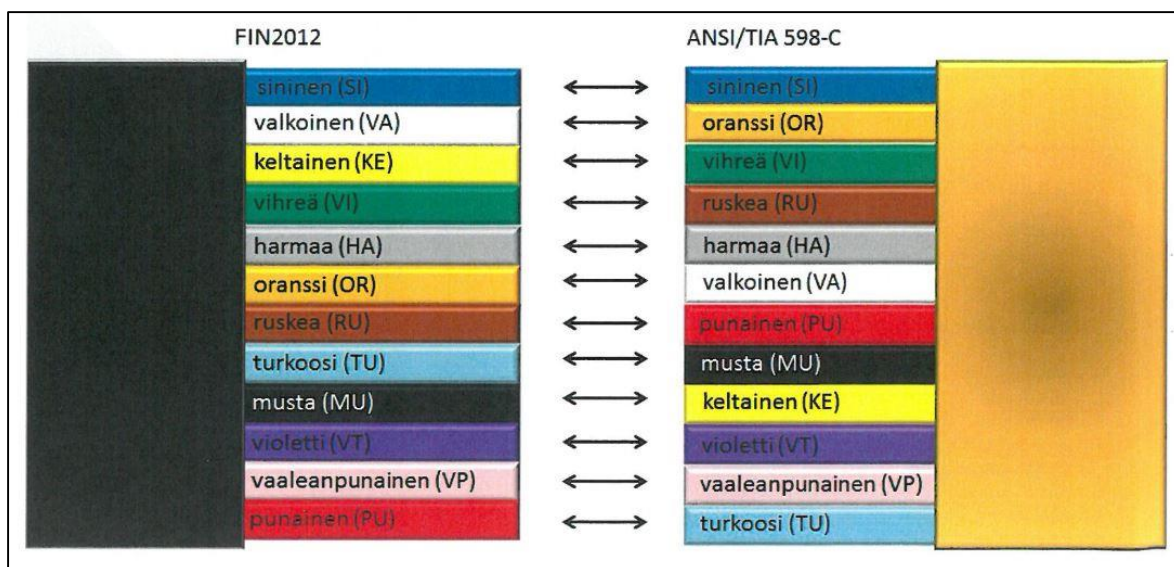 FIN2012
sininen (SI)
valkoinen (VA)
keltainen (KE)
vihreä (VI)
harmaa (HA)
oranssi (OR)
ruskea (RU)
turkoosi (TU)
musta (MU)
violetti (VT)
vaaleanpunainen (VP)
punainen (PU)
ANSI/TIA 598-C
sininen (SI)
oranssi (OR)
vihreä (VI)
ruskea (RU)
harmaa (HA)
valkoinen (VA)
punainen (PU)
musta (MU)
keltainen (KE)
violetti (VT)
vaaleanpunainen (VP)
turkoosi (TU)